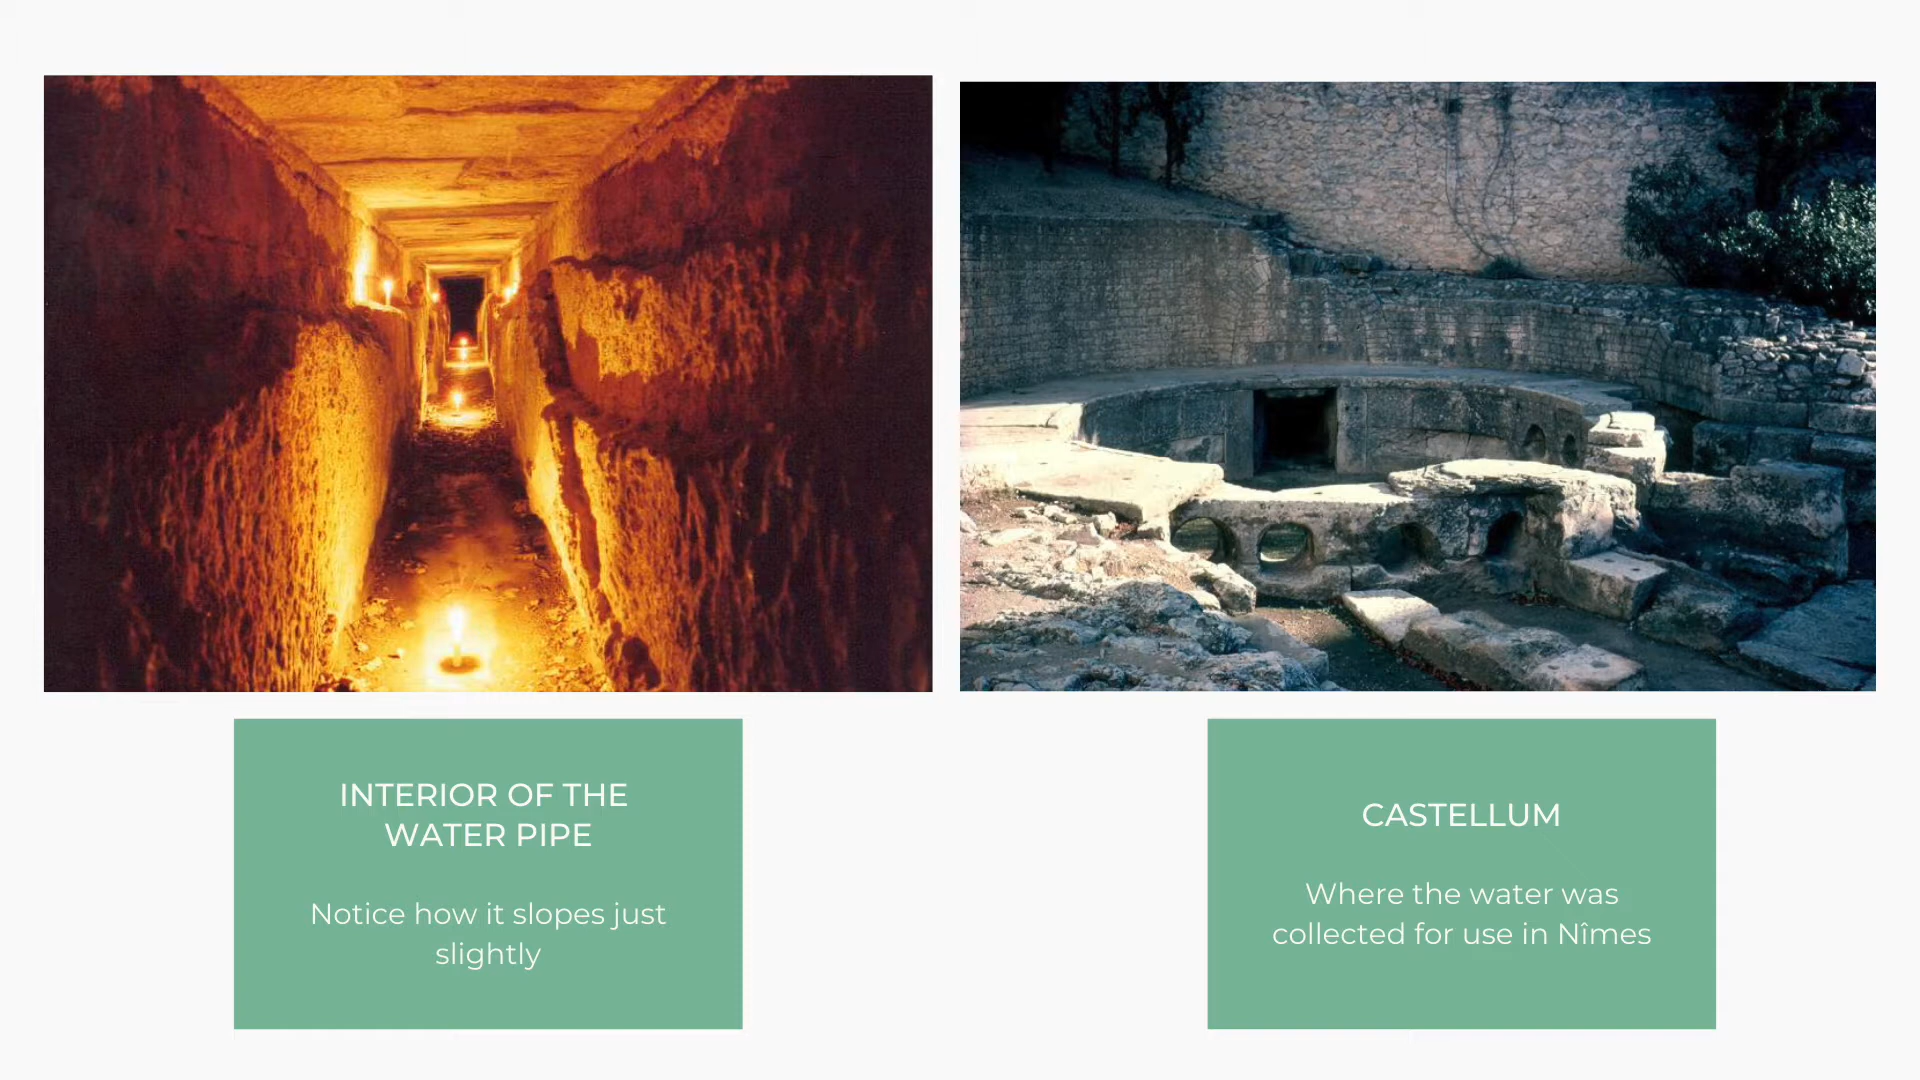 INTERIOR OF THE
WATER PIPE
Notice how it slopes just
slightly
CASTELLUM
Where the water was
collected for use in Nîmes